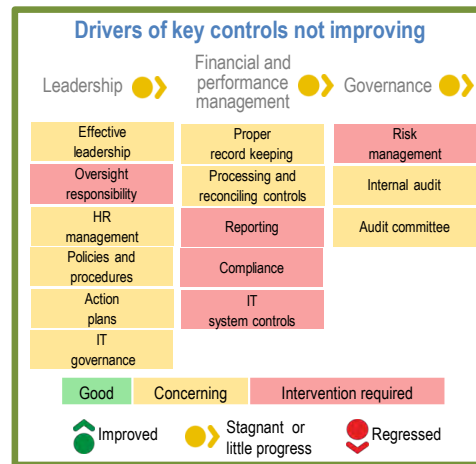 Drivers of key controls not improving
Leadership
Financial and
performance
management
Governance
Effective
leadership
Oversight
responsibility
HR
management
Policies and
procedures
Action
plans
IT
governance
Proper
record keeping
Processing and
reconciling controls
Reporting
Compliance
IT
system controls
Risk
management
Internal audit
Audit committee
Good
Concerning
Intervention required
Improved
Stagnant or
little progress
Regressed